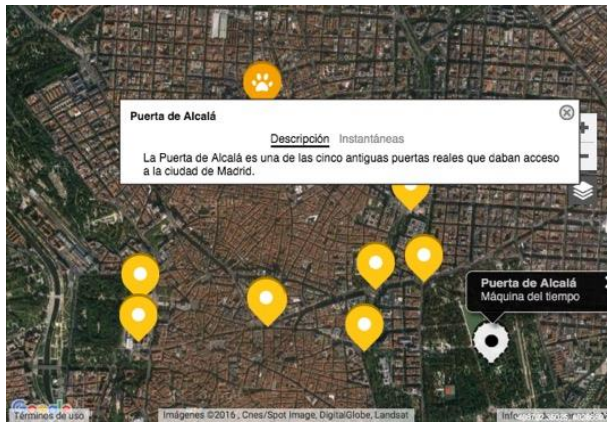 Puerta de Alcalá
Descripción Instantáneas
La Puerta de Alcalá es una de las cinco antiguas puertas reales que daban acceso
a la ciudad de Madrid.
Puerta de Alcalá
Máquina del tiempo
Google
Términos de uso
Imágenes ©2016 , Cnes/Spot Image, DigitalGlobe, Landsat